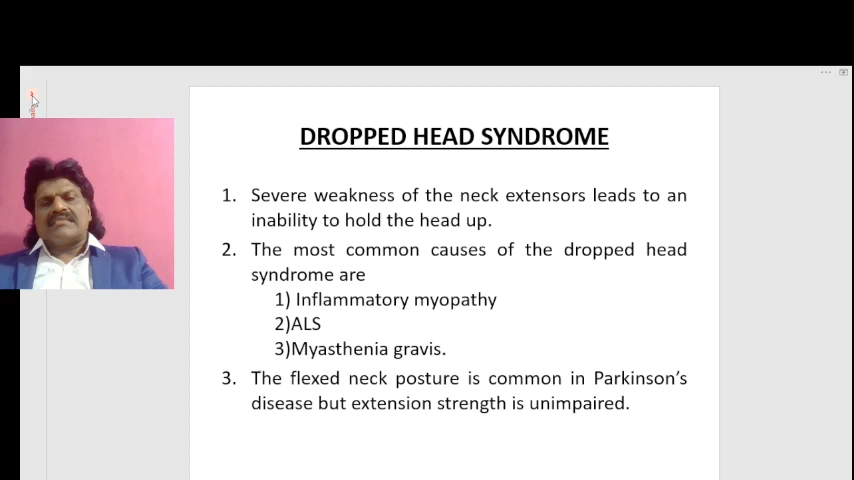 DROPPED HEAD SYNDROME
1. Severe weakness of the neck extensors leads to an
inability to hold the head up.
2. The most common causes of the dropped head
syndrome are
1) Inflammatory myopathy
2)ALS
3)Myasthenia gravis.
3. The flexed neck posture is common in Parkinson’s
disease but extension strength is unimpaired.